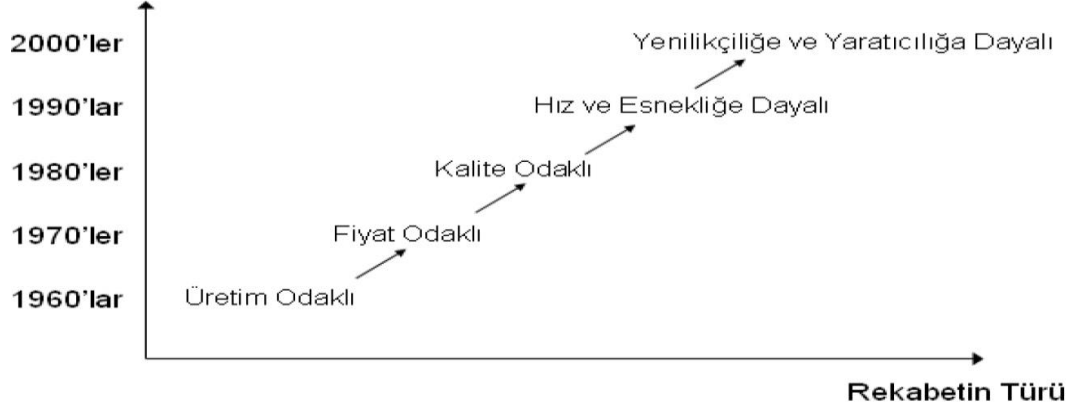 2000'ler Yenilikçiliğe ve Yaratıcılığa Dayalı
1990'lar Hız ve Esnekliğe Dayalı
1980'ler Kalite Odaklı
1970'ler Fiyat Odaklı
1960'lar Üretim Odaklı
Rekabetin Türü